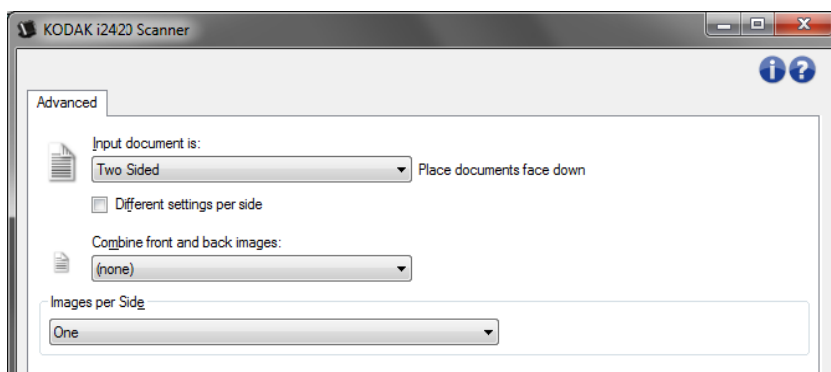 KODAK i2420 Scanner
Advanced
Input document is:
Two Sided
Place documents face down
Different settings per side
Combine front and back images:
(none)
Images per Side
One